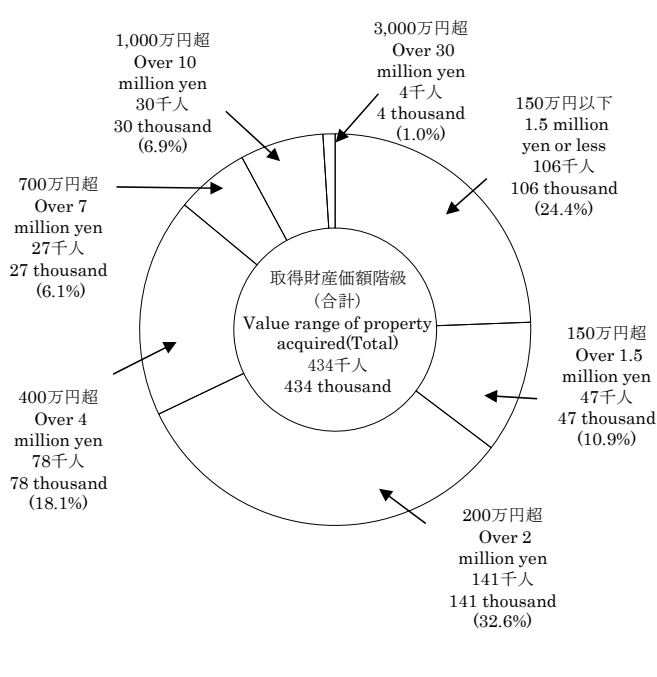 3,000万円超
Over 30
million yen
4千人
4 thousand
(1.0%)
150万円以下
1.5 million
yen or less
106千人
106 thousand
(24.4%)
150万円超
Over 1.5
million yen
47千人
47 thousand
(10.9%)
200万円超
Over 2
million yen
141千人
141 thousand
(32.6%)
400万円超
Over 4
million yen
78千人
78 thousand
(18.1%)
700万円超
Over 7
million yen
27千人
27 thousand
(6.1%)
1,000万円超
Over 10
million yen
30千人
30 thousand
(6.9%)
取得財産価額階級
（合計）
Value range of property
acquired(Total)
434千人
434 thousand